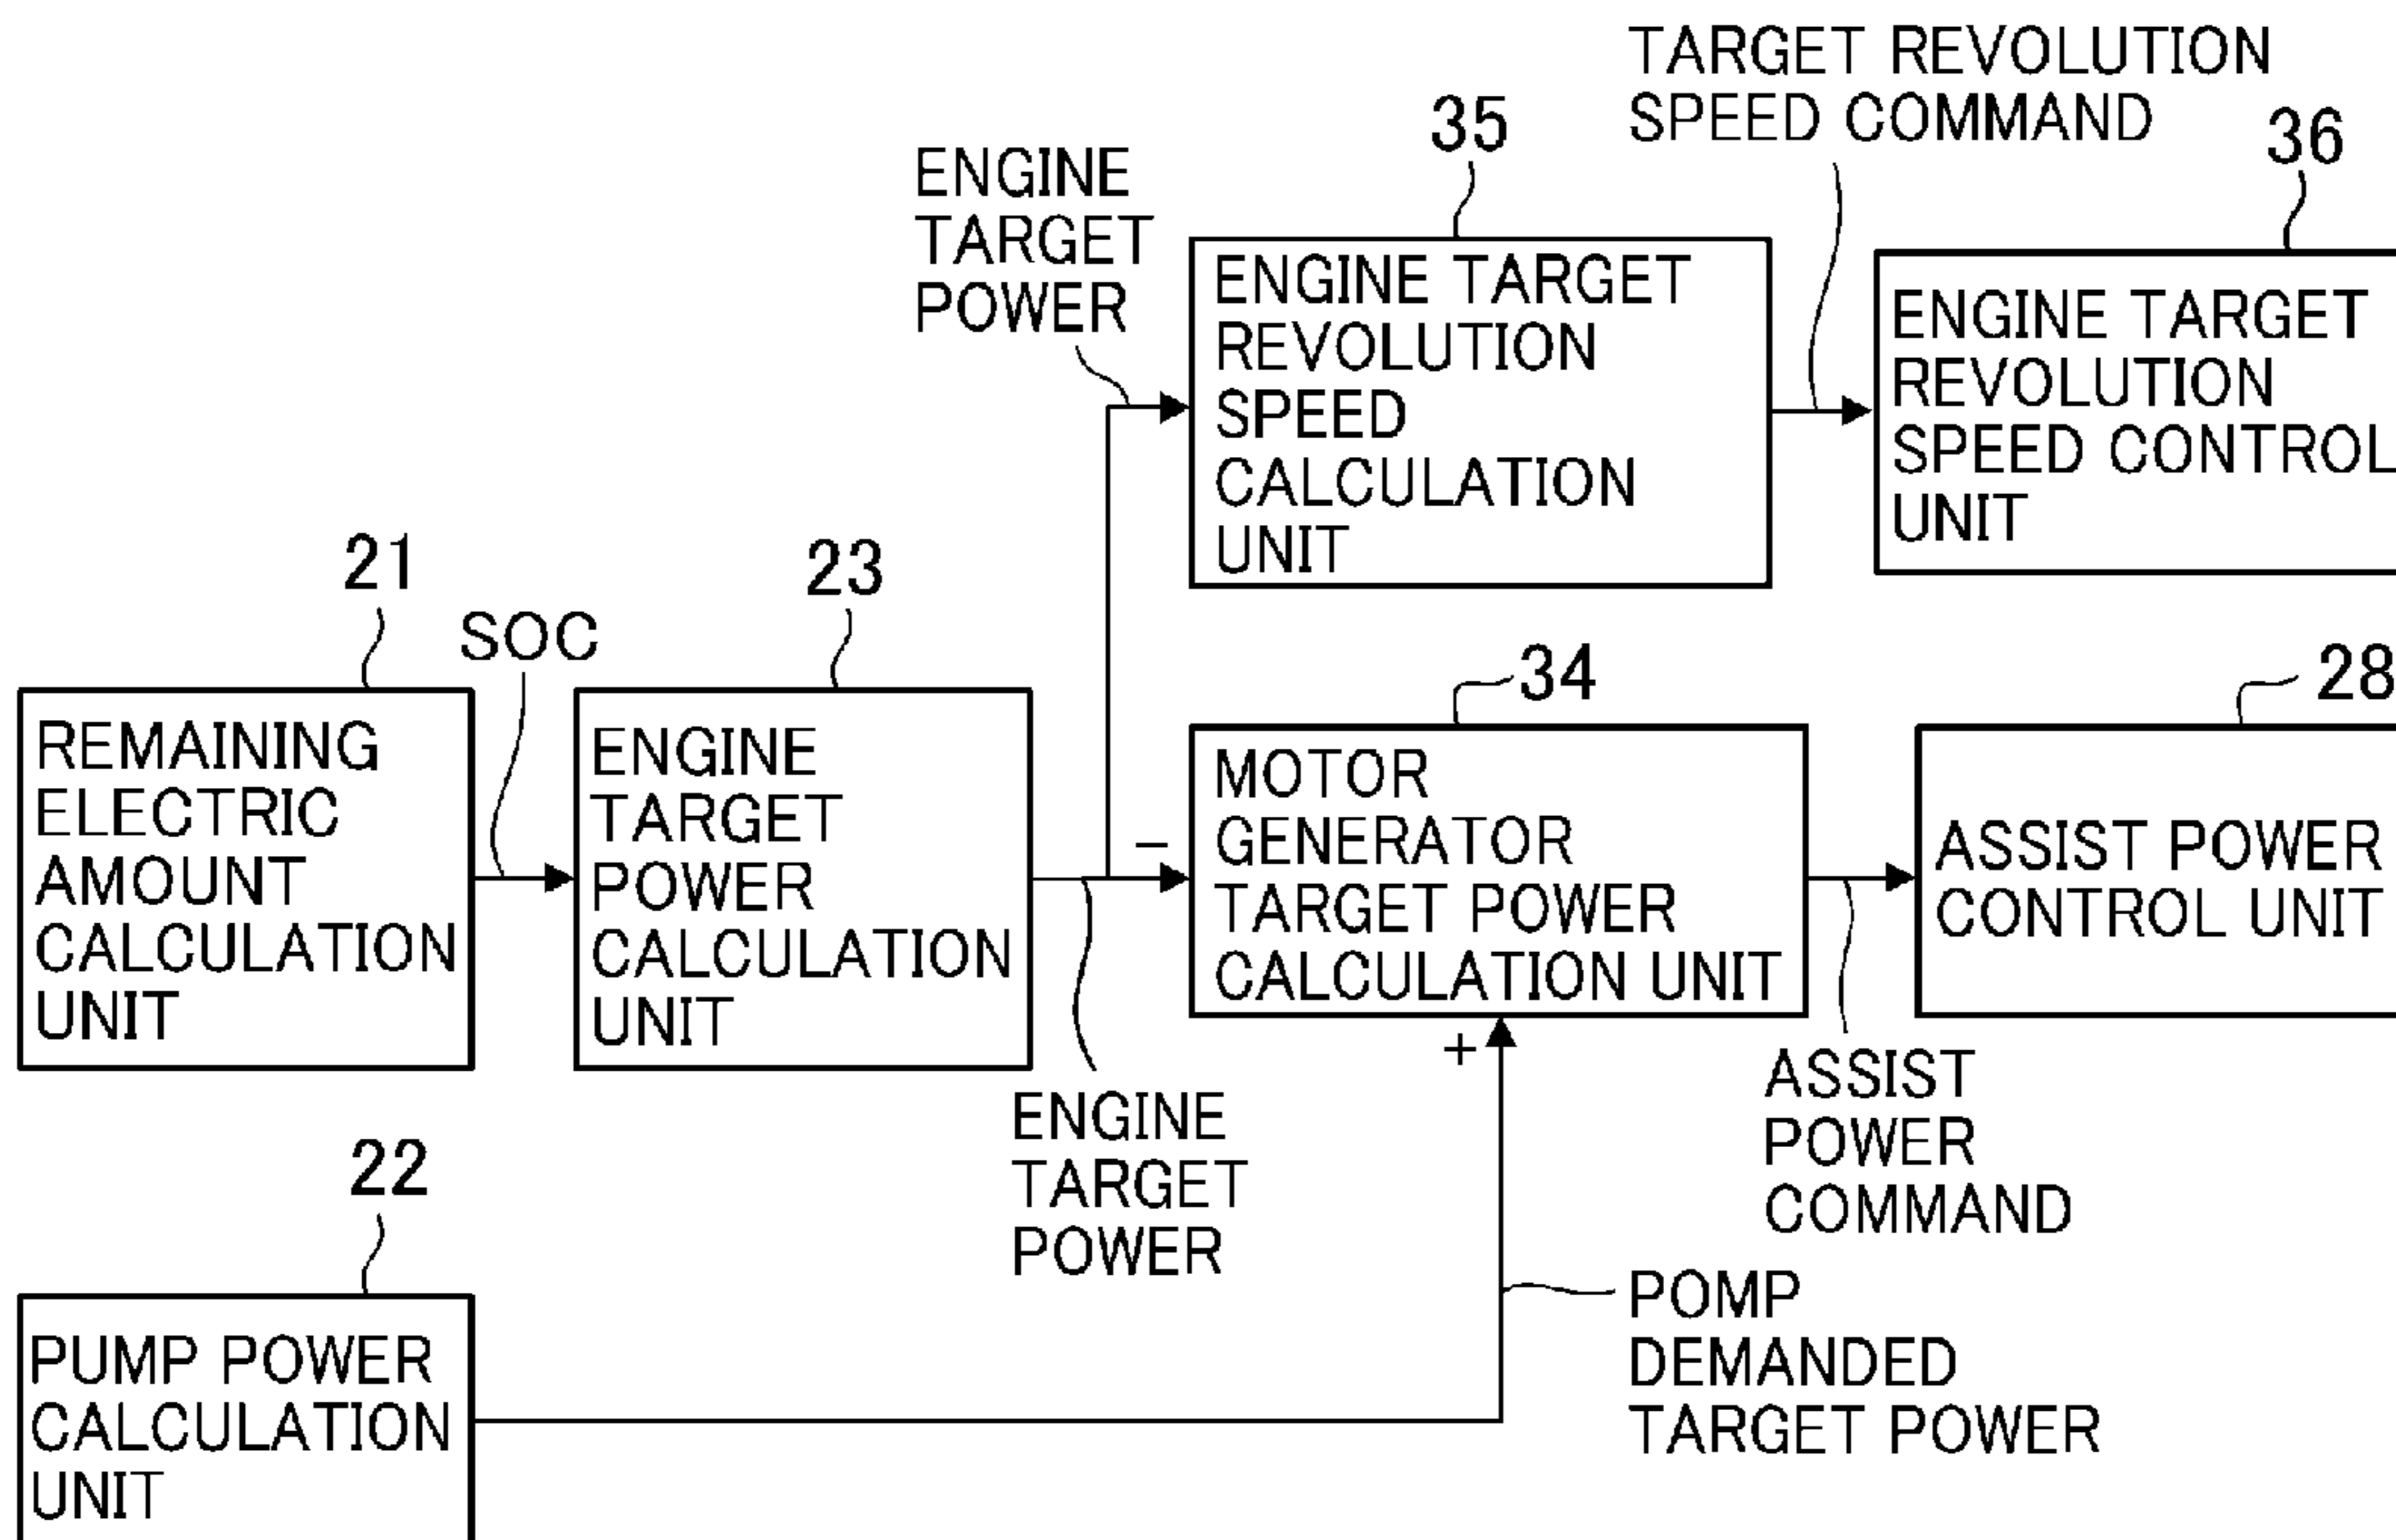 TARGET REVOLUTION
SPEED COMMAND
35
36
ENGINE
TARGET
POWER
ENGINE TARGET
REVOLUTION
SPEED
CALCULATION
UNIT
ENGINE TARGET
REVOLUTION
SPEED CONTROL
UNIT
21
SOC
23
34
28
REMAINING
ELECTRIC
AMOUNT
CALCULATION
UNIT
ENGINE
TARGET
POWER
CALCULATION
UNIT
−
MOTOR
GENERATOR
TARGET POWER
CALCULATION UNIT
ASSIST POWER
CONTROL UNIT
+
ENGINE
TARGET
POWER
ASSIST
POWER
COMMAND
22
PUMP POWER
CALCULATION
UNIT
POMP
DEMANDED
TARGET POWER